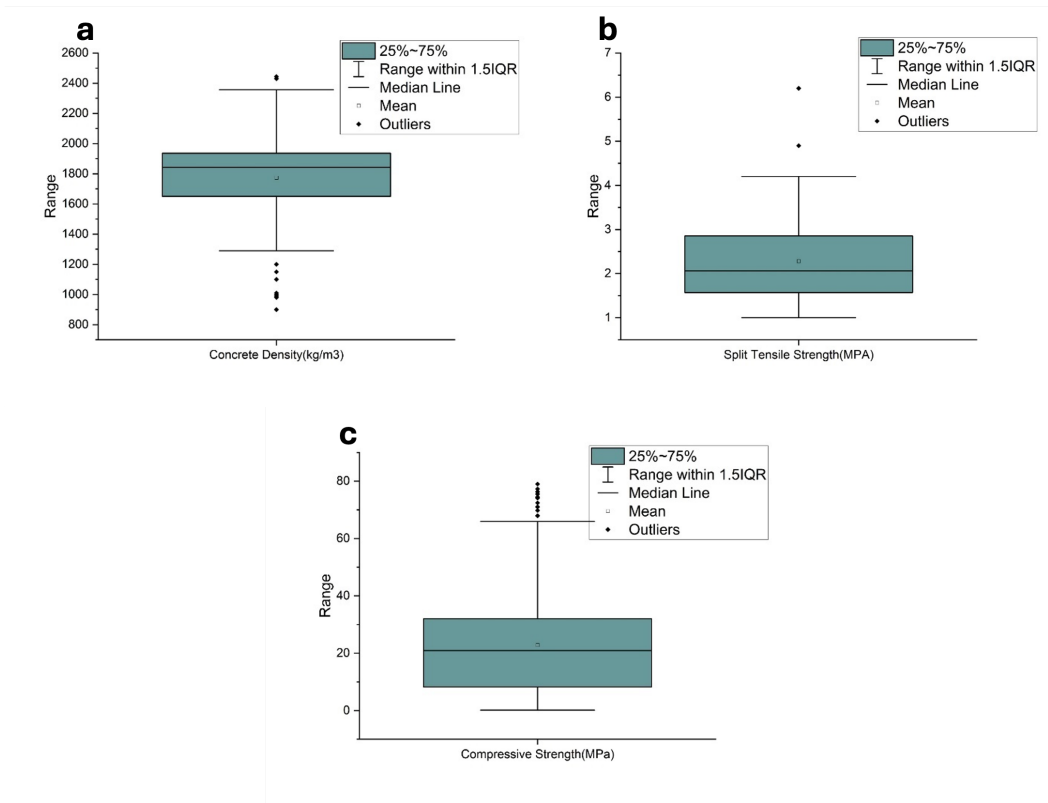 a
2600
2400
2200
2000
1800
1600
1400
1200
1000
800
Range
25%~75%
Range within 1.5IQR
Median Line
Mean
Outliers
Concrete Density(kg/m3)
b
7
6
5
4
3
2
1
Range
25%~75%
Range within 1.5IQR
Median Line
Mean
Outliers
Split Tensile Strength(MPA)
c
80
60
40
20
0
Range
25%~75%
Range within 1.5IQR
Median Line
Mean
Outliers
Compressive Strength(MPa)